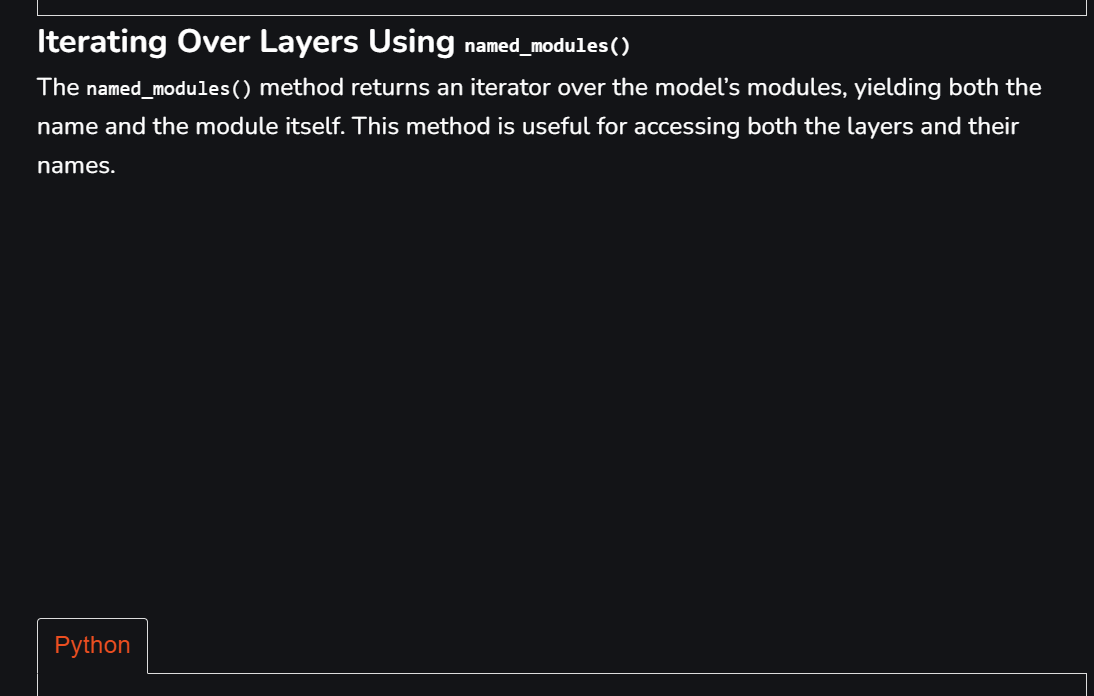 Iterating Over Layers Using named_modules()
The named_modules() method returns an iterator over the model’s modules, yielding both the
name and the module itself. This method is useful for accessing both the layers and their
names.
Python